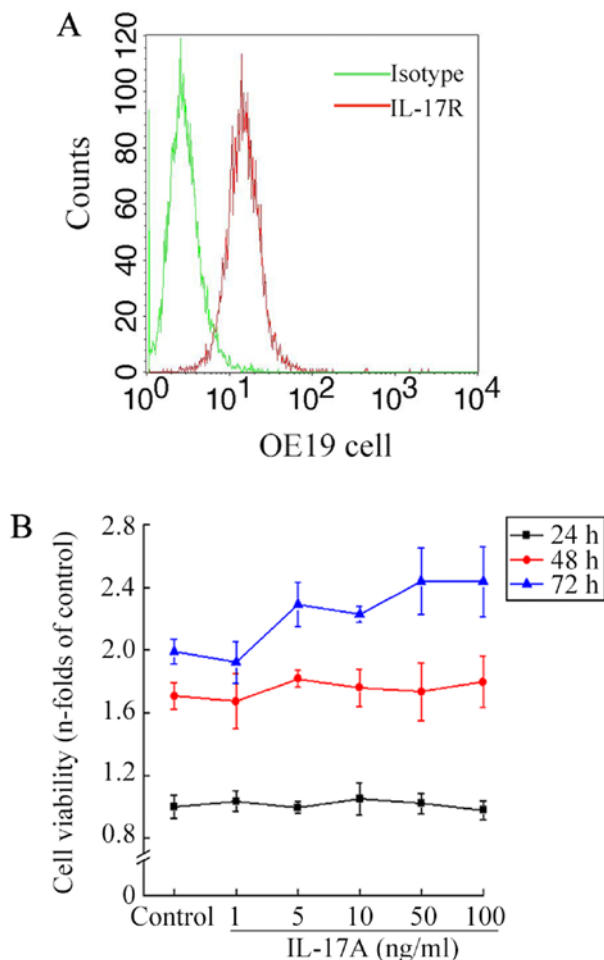 A
120
100
80
60
40
20
0
Counts
Isotype
IL-17R
10^0 10^1 10^2 10^3 10^4
OE19 cell
B
2.8
2.4
2.0
1.6
1.2
0.8
0
Cell viability (n-folds of control)
24 h
48 h
72 h
Control 1 5 10 50 100
IL-17A (ng/ml)